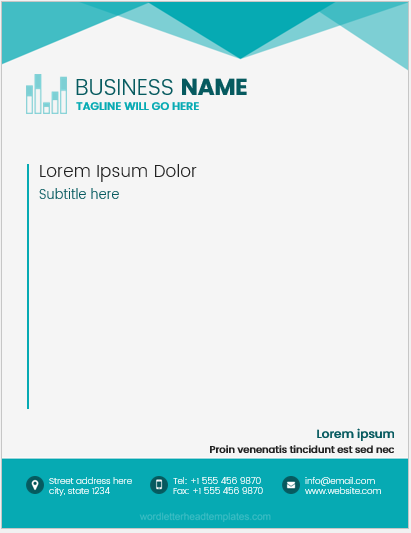 BUSINESS NAME
TAGLINE WILL GO HERE
Lorem Ipsum Dolor
Subtitle here
Lorem ipsum
Proin venenatis tincidunt est sed nec
Street address here
city, state 1234
Tel: +1 555 456 9870
Fax: +1 555 456 9870
info@email.com
www.website.com
wordletterheadtemplates.com